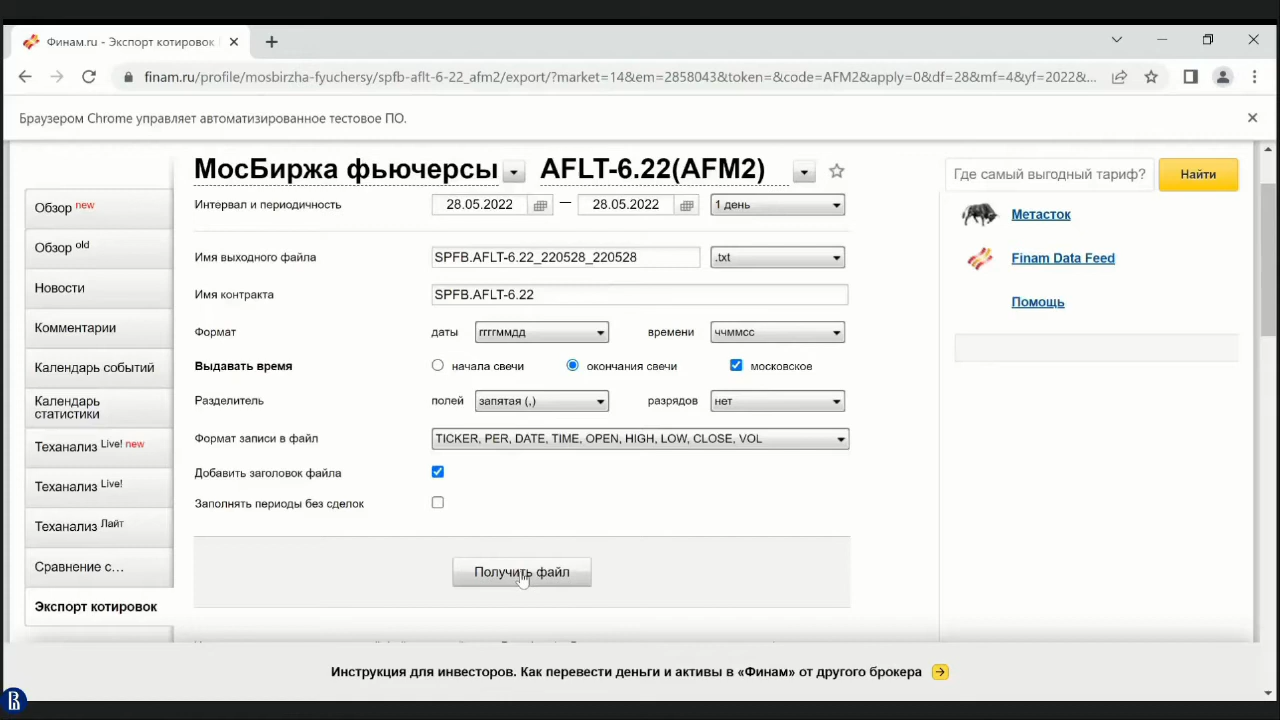 Финам.ru - Экспорт котировок
finam.ru/profile/mosbirzha-fyuchersy/spfb-aflt-6-22_afm2/export/?market=14&em=2858043&token=&code=AFM2&apply=0&df=28&mf=4&yf=2022&...
Браузером Chrome управляет автоматизированное тестовое ПО.
МосБиржа фьючерсы AFLT-6.22(AFM2)
Где самый выгодный тариф? Найти
Интервал и периодичность 28.05.2022 — 28.05.2022 1 день
Имя выходного файла SPFB.AFLT-6.22_220528_220528 .txt
Имя контракта SPFB.AFLT-6.22
Формат даты ггггммдд времени ччммсс
Выдавать время начала свечи окончания свечи московское
Разделитель полей запятая (,) разрядов нет
Формат записи в файл TICKER, PER, DATE, TIME, OPEN, HIGH, LOW, CLOSE, VOL
Добавить заголовок файла
Заполнять периоды без сделок
Получить файл
Обзор new
Обзор old
Новости
Комментарии
Календарь событий
Календарь
статистики
Теханализ Live! new
Теханализ Live!
Теханализ Лайт
Сравнение с...
Экспорт котировок
Метасток
Finam Data Feed
Помощь
Инструкция для инвесторов. Как перевести деньги и активы в «Финам» от другого брокера